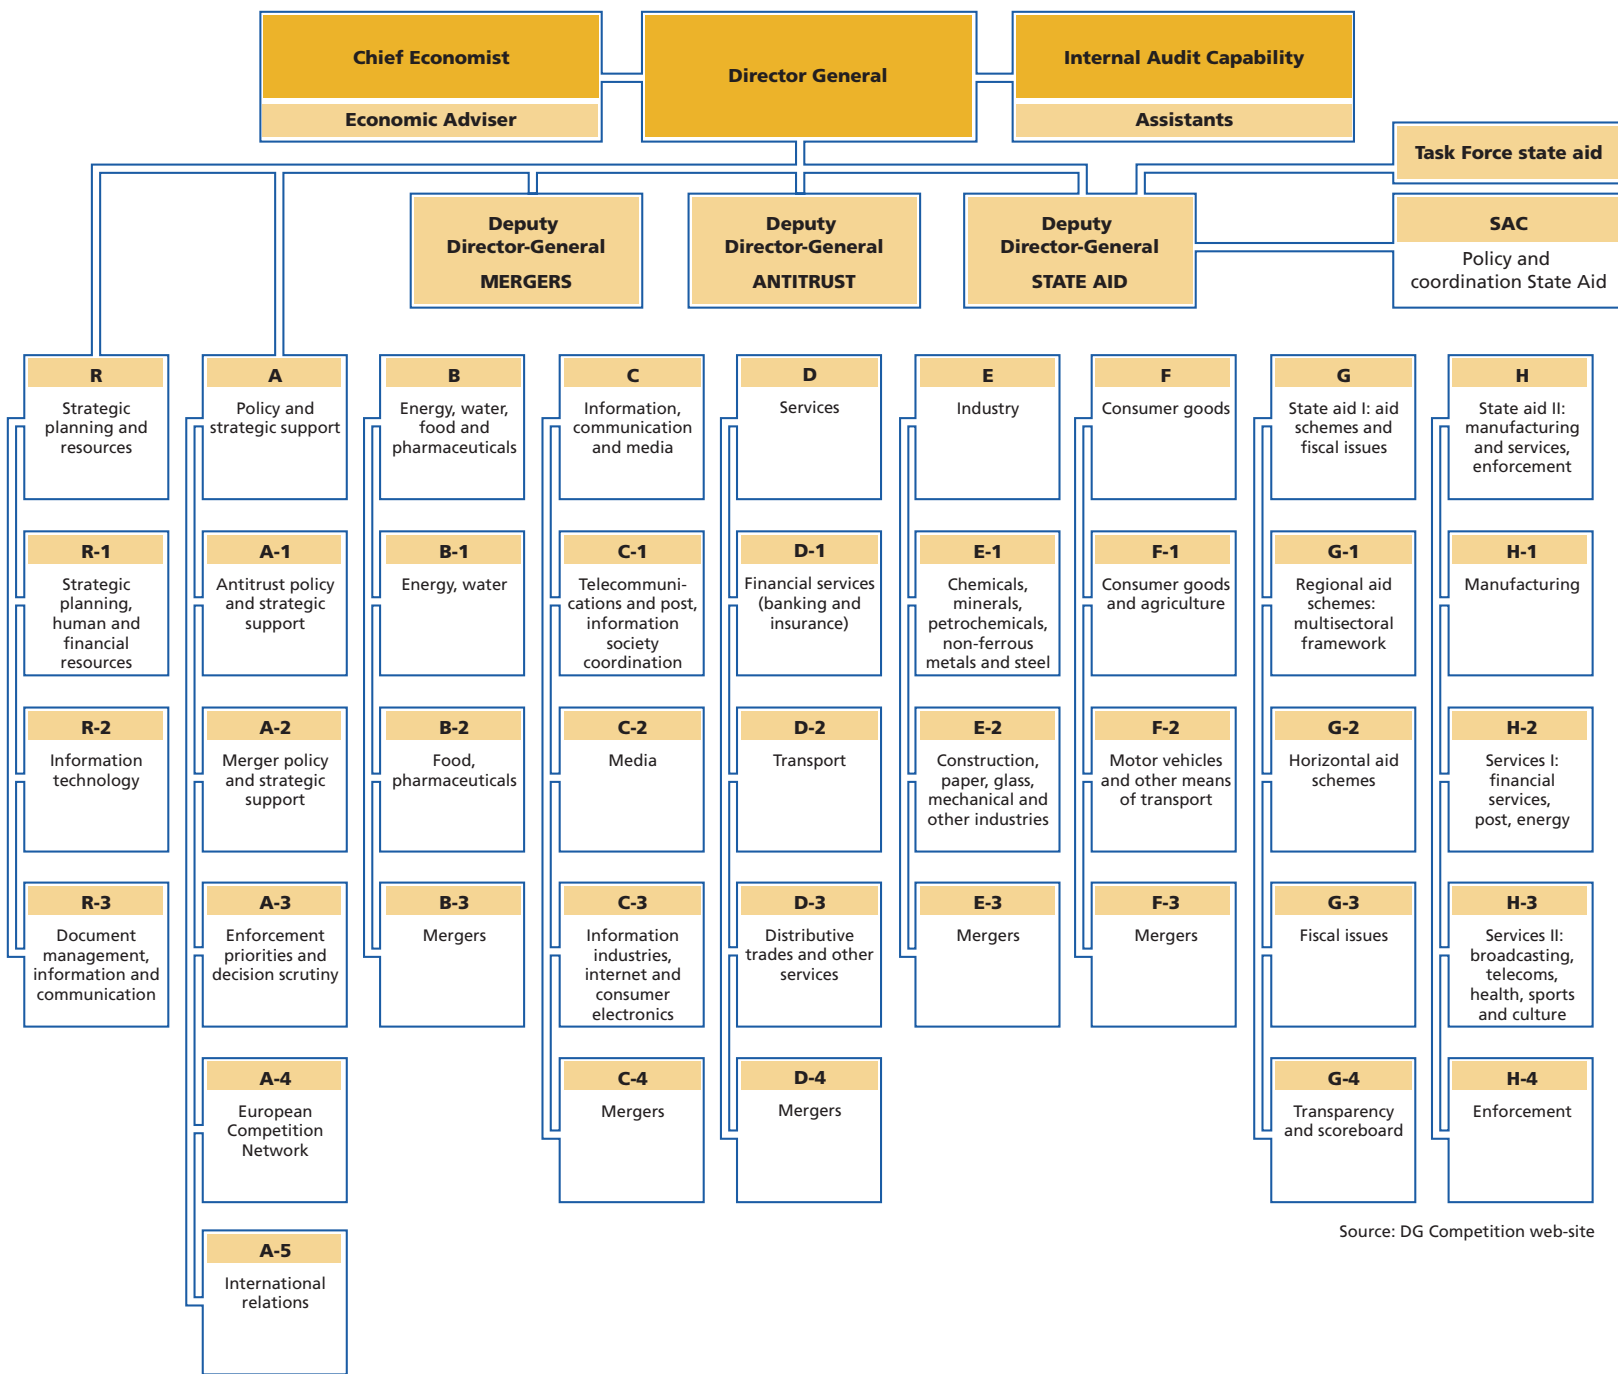 Chief Economist
Economic Adviser
Director General
Internal Audit Capability
Assistants
Task Force state aid
Deputy
Director-General
MERGERS
Deputy
Director-General
ANTITRUST
Deputy
Director-General
STATE AID
SAC
Policy and
coordination State Aid
R
Strategic
planning and
resources
A
Policy and
strategic support
B
Energy, water,
food and
pharmaceuticals
C
Information,
communication
and media
D
Services
E
Industry
F
Consumer goods
G
State aid I: aid
schemes and
fiscal issues
H
State aid II:
manufacturing
and services,
enforcement
R-1
Strategic
planning,
human and
financial
resources
A-1
Antitrust policy
and strategic
support
B-1
Energy, water
C-1
Telecommuni-
cations and post,
information
society
coordination
D-1
Financial services
(banking and
insurance)
E-1
Chemicals,
minerals,
petrochemicals,
non-ferrous
metals and steel
F-1
Consumer goods
and agriculture
G-1
Regional aid
schemes:
multisectoral
framework
H-1
Manufacturing
R-2
Information
technology
A-2
Merger policy
and strategic
support
B-2
Food,
pharmaceuticals
C-2
Media
D-2
Transport
E-2
Construction,
paper, glass,
mechanical and
other industries
F-2
Motor vehicles
and other means
of transport
G-2
Horizontal aid
schemes
H-2
Services I:
financial
services,
post, energy
R-3
Document
management,
information and
communication
A-3
Enforcement
priorities and
decision scrutiny
B-3
Mergers
C-3
Information
industries,
internet and
consumer
electronics
D-3
Distributive
trades and other
services
E-3
Mergers
F-3
Mergers
G-3
Fiscal issues
H-3
Services II:
broadcasting,
telecoms,
health, sports
and culture
A-4
European
Competition
Network
C-4
Mergers
D-4
Mergers
G-4
Transparency
and scoreboard
H-4
Enforcement
A-5
International
relations
Source: DG Competition web-site